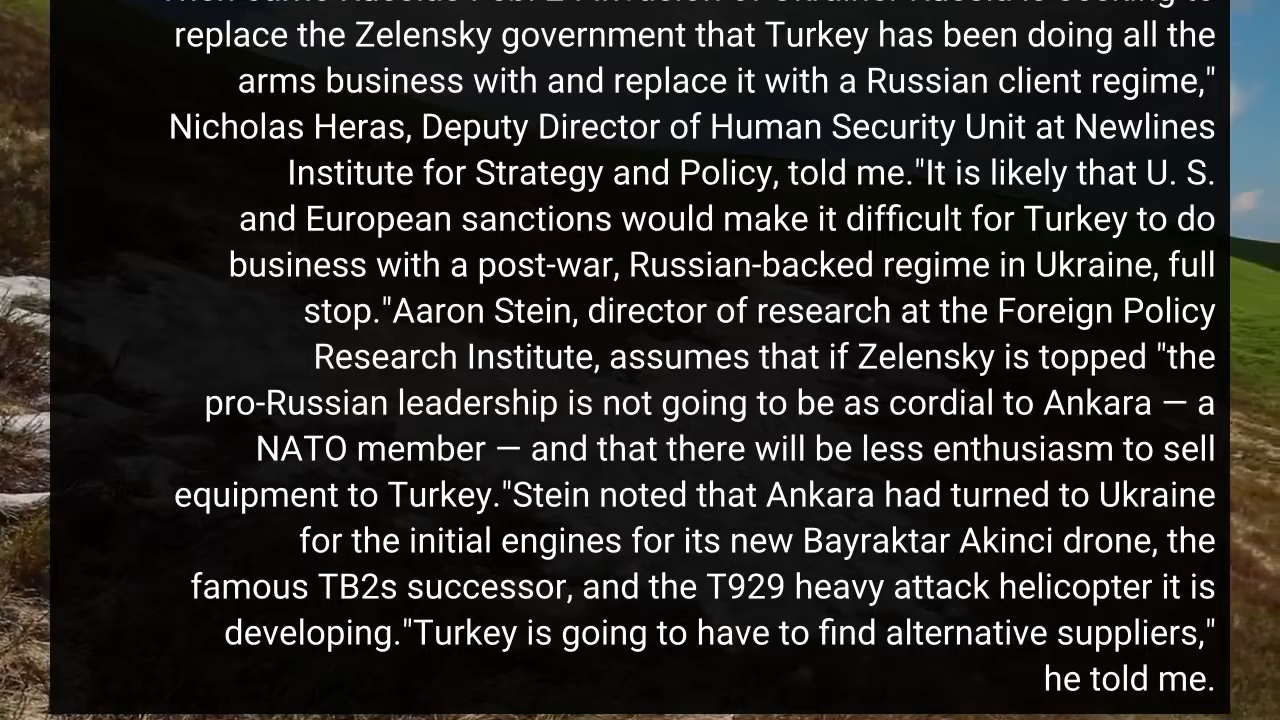 replace the Zelensky government that Turkey has been doing all the
arms business with and replace it with a Russian client regime,"
Nicholas Heras, Deputy Director of Human Security Unit at Newlines
Institute for Strategy and Policy, told me."It is likely that U. S.
and European sanctions would make it difficult for Turkey to do
business with a post-war, Russian-backed regime in Ukraine, full
stop."Aaron Stein, director of research at the Foreign Policy
Research Institute, assumes that if Zelensky is topped "the
pro-Russian leadership is not going to be as cordial to Ankara — a
NATO member — and that there will be less enthusiasm to sell
equipment to Turkey."Stein noted that Ankara had turned to Ukraine
for the initial engines for its new Bayraktar Akinci drone, the
famous TB2s successor, and the T929 heavy attack helicopter it is
developing."Turkey is going to have to find alternative suppliers,"
he told me.